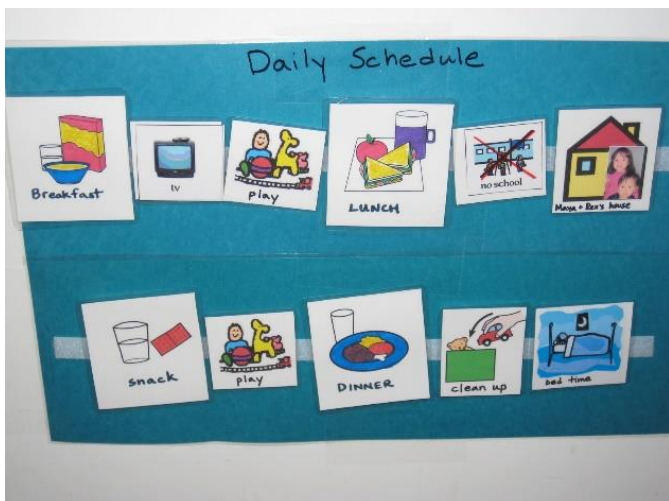 Daily Schedule
Breakfast
tv
play
LUNCH
no school
Maya + Rex's house
snack
play
DINNER
clean up
bed time